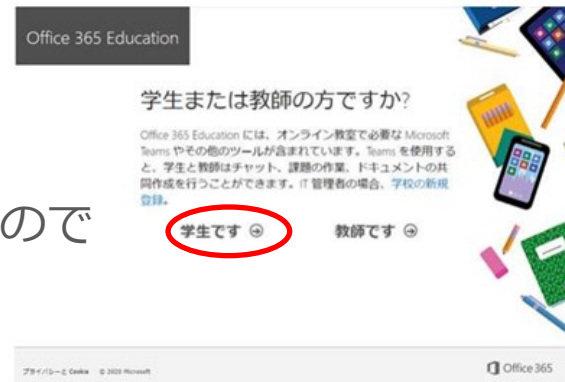 Office 365 Education
学生または教師の方ですか?
Office 365 Education には、オンライン教室で必要な Microsoft
Teams やその他のツールが含まれています。Teams を使用する
と、学生と教師はチャット、課題の作業、ドキュメントの共
同作成を行うことができます。IT 管理者の場合、学校の新規
登録。
ので
学生です
教師です
プライバシーと Cookie © 2020 Microsoft
Office 365